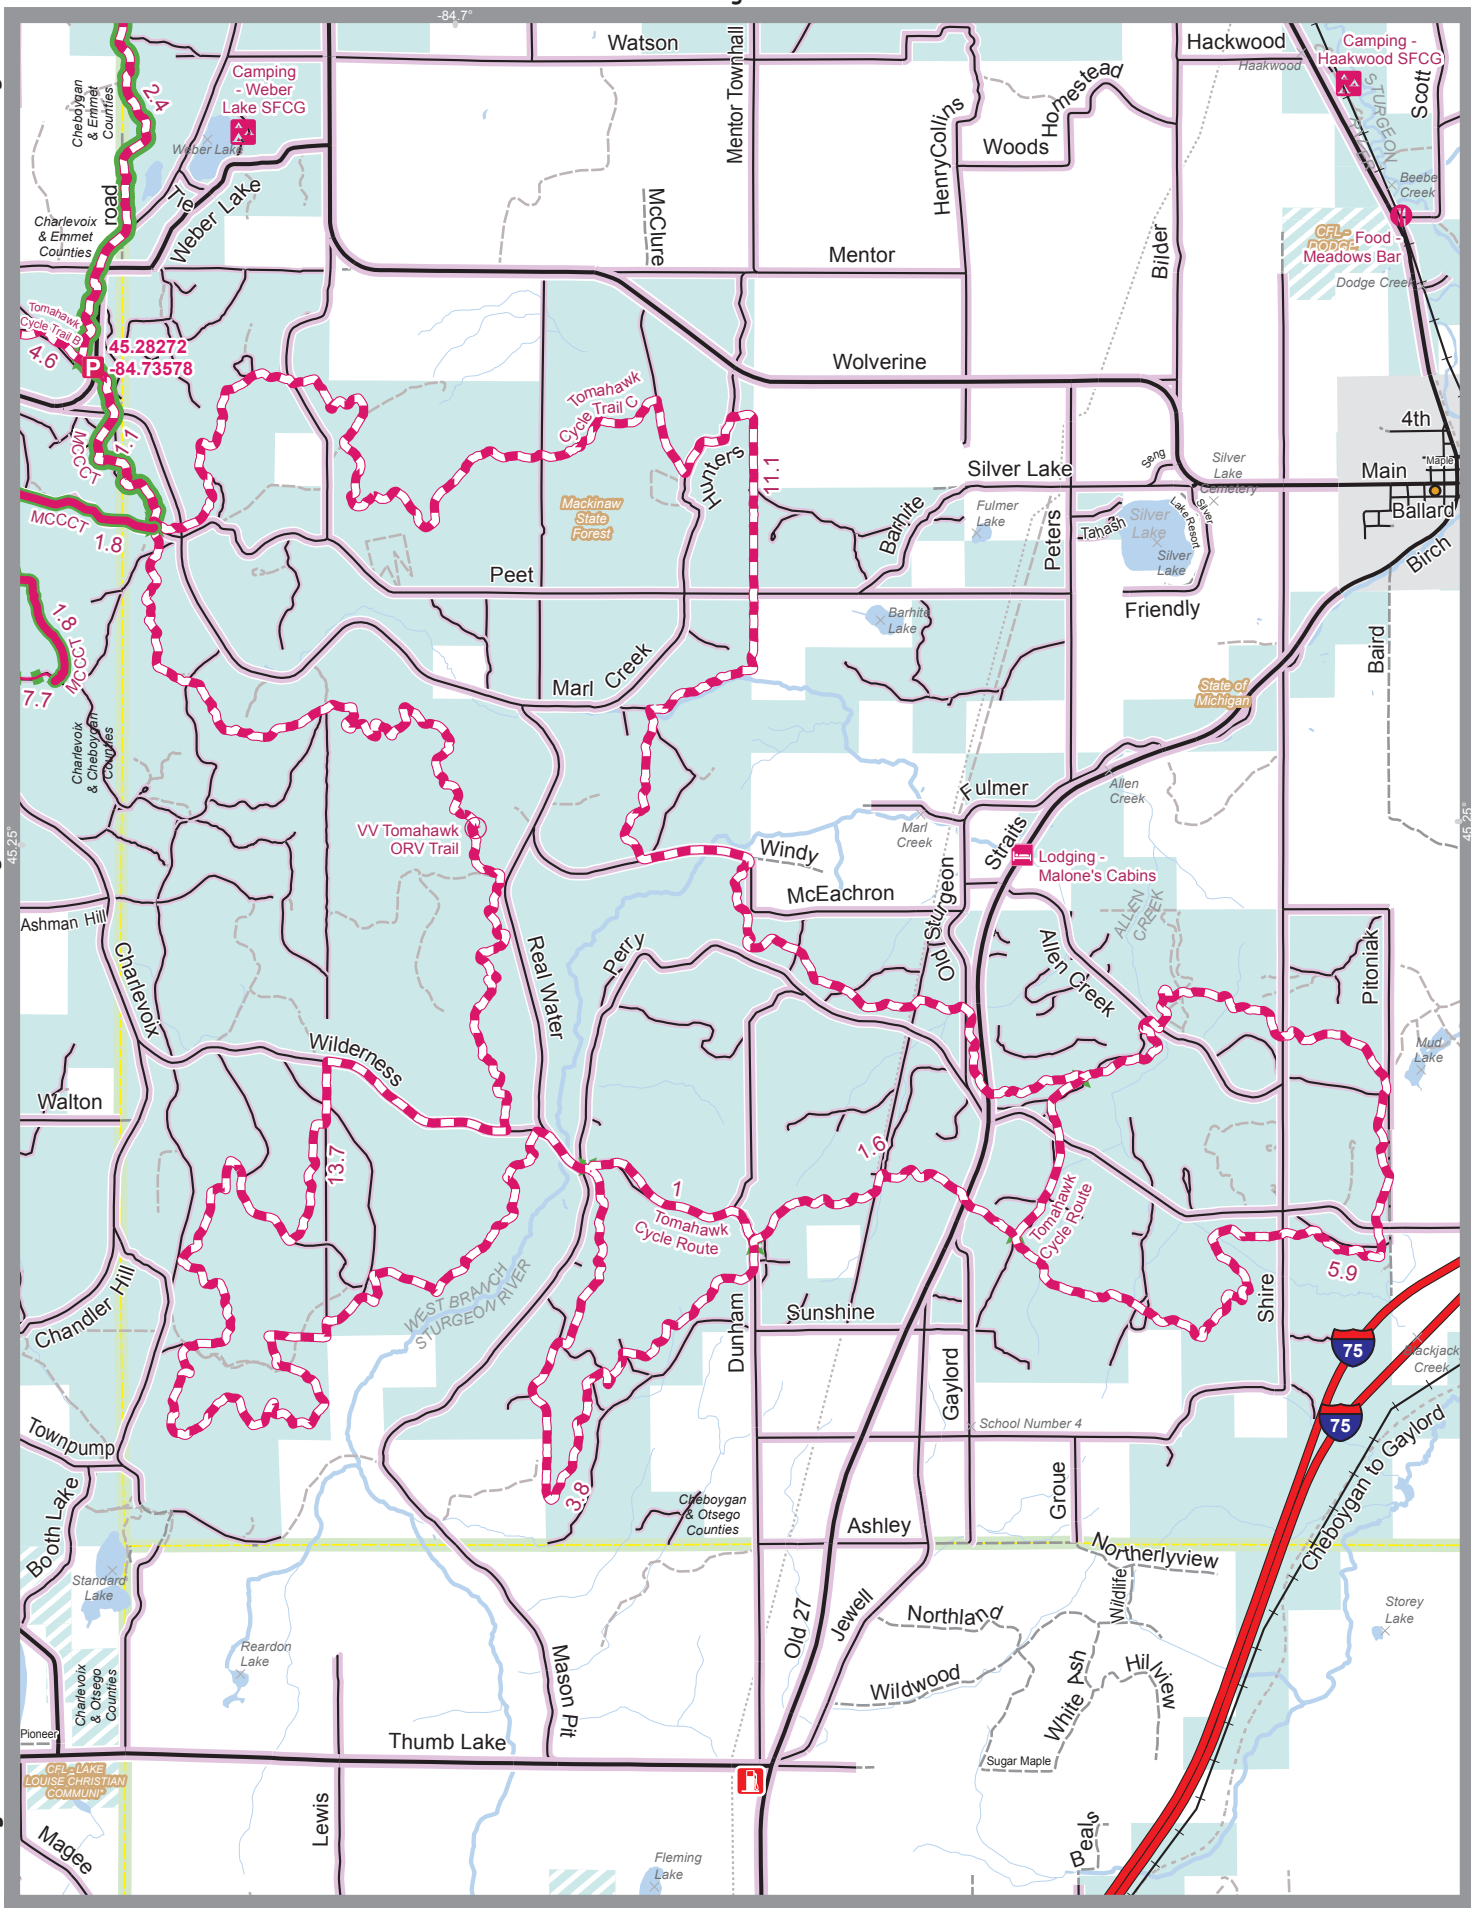 -84.7°
Watson
Mentor Townhall
Hackwood
Haakwood
Camping -
Haakwood SFCG
Scott
STURGEON
RIVER
Camping
- Weber
Lake SFCG
Weber Lake
Cheboygan
& Emmet
Counties
2.4
road
Tie
Weber Lake
Charlevoix
& Emmet
Counties
HenryCollins
Homestead
Woods
McClure
Mentor
Bilder
Beebe
Creek
CFL -
DODGE
Food -
Meadows Bar
Dodge Creek
Tomahawk
Cycle Trail B
4.6
P
45.28272
-84.73578
Wolverine
Tomahawk
Cycle Trail C
4th
Maple
Main
Ballard
Birch
MCCCT
1.1
MCCCT
1.8
Hunters
11.1
Silver Lake
Seng
Silver
Lake
Cemetery
Fulmer
Lake
Barhite
Peters
Tahash
Silver
Lake
Silver
Lake
Silver
Lake Resort
Mackinaw
State
Forest
Peet
Friendly
Barhite
Lake
Baird
1.8
MCCCT
7.7
Marl
Creek
State of
Michigan
Charlevoix
& Cheboygan
Counties
45.25°
45.25°
VV Tomahawk
ORV Trail
Fulmer
Allen
Creek
Marl
Creek
Straits
Windy
Lodging -
Malone's Cabins
McEachron
Old Sturgeon
ALLEN
CREEK
Ashman Hill
Charlevoix
Real Water
Perry
Allen Creek
Pitoniak
Mud
Lake
Wilderness
Walton
13.7
1.6
1
Tomahawk
Cycle Route
Tomahawk
Cycle Route
5.9
WEST BRANCH
STURGEON RIVER
Chandler Hill
Sunshine
Dunham
Shire
75
75
Blackjack
Creek
Gaylord
School Number 4
Townpump
Booth Lake
3.8
Cheboygan
& Otsego
Counties
Groue
Ashley
Northerlyview
Cheboygan to Gaylord
Standard
Lake
Wildlife
Northland
Old 27
Jewell
Storey
Lake
Reardon
Lake
Charlevoix
& Otsego
Counties
Mason Pit
Wildwood
White Ash
Hillview
Pioneer
Thumb Lake
Sugar Maple
CFL - LAKE
LOUISE CHRISTIAN
Lewis
Magee
Fleming
Lake
Beals